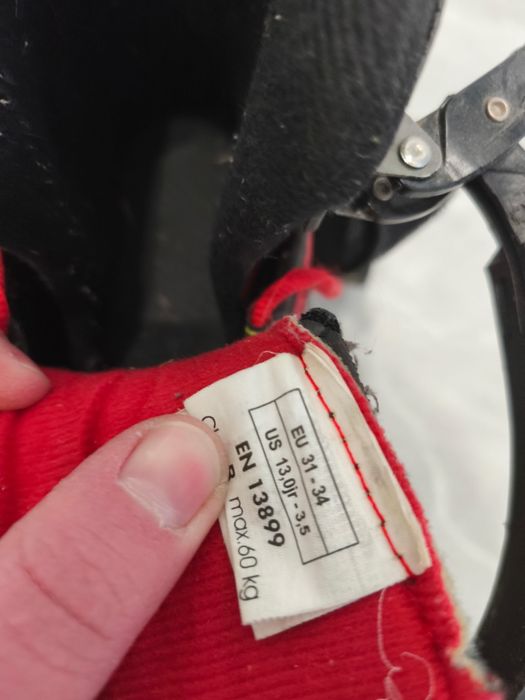 EU 31 - 34
US 13,0jr - 3,5
EN 13899
max.60 kg